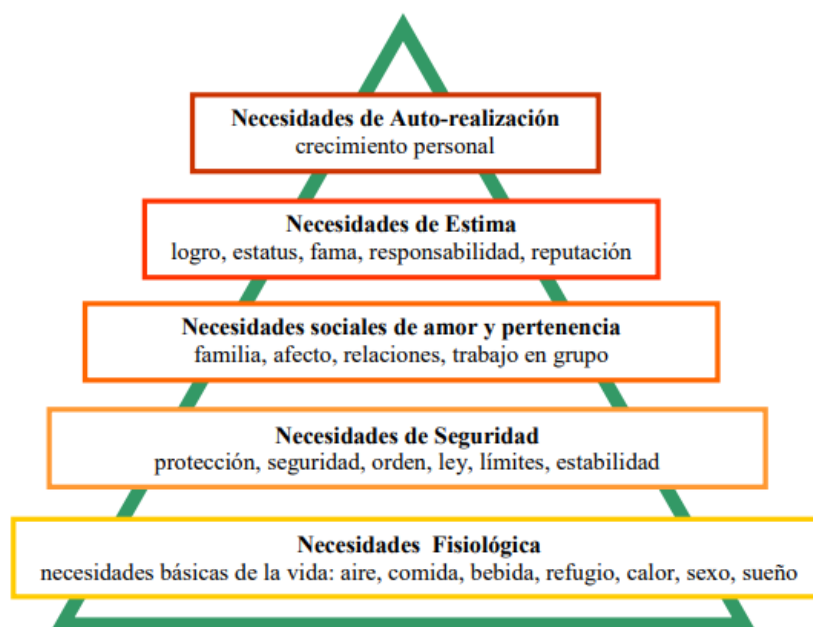 Necesidades de Auto-realización
crecimiento personal
Necesidades de Estima
logro, estatus, fama, responsabilidad, reputación
Necesidades sociales de amor y pertenencia
familia, afecto, relaciones, trabajo en grupo
Necesidades de Seguridad
protección, seguridad, orden, ley, límites, estabilidad
Necesidades Fisiológica
necesidades básicas de la vida: aire, comida, bebida, refugio, calor, sexo, sueño